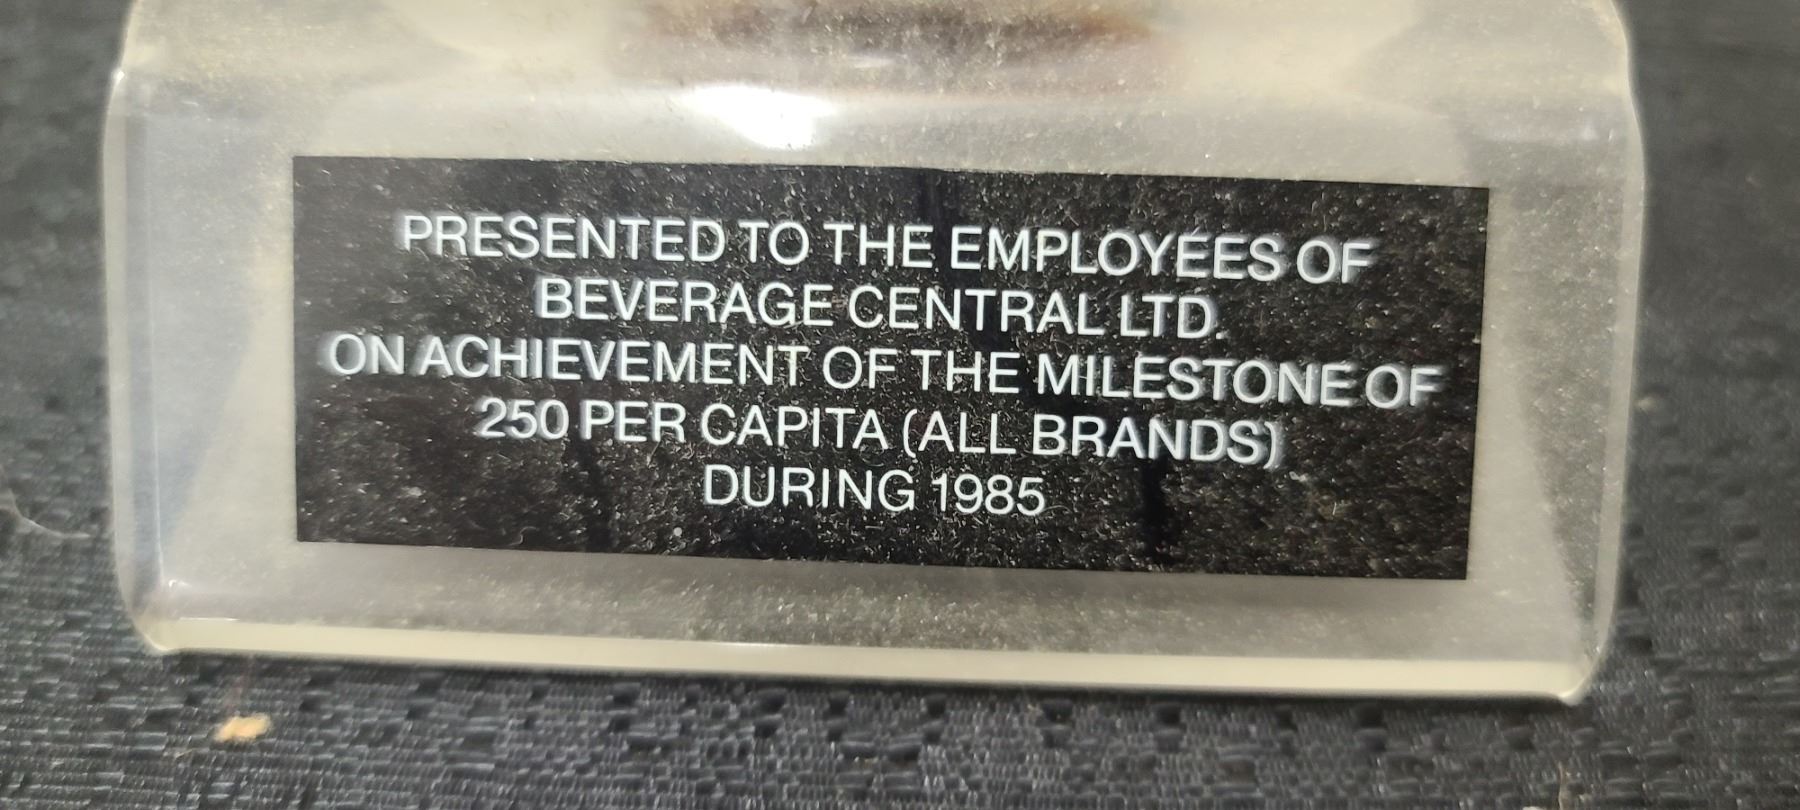 PRESENTED TO THE EMPLOYEES OF
BEVERAGE CENTRAL LTD.
ON ACHIEVEMENT OF THE MILESTONE OF
250 PER CAPITA (ALL BRANDS)
DURING 1985